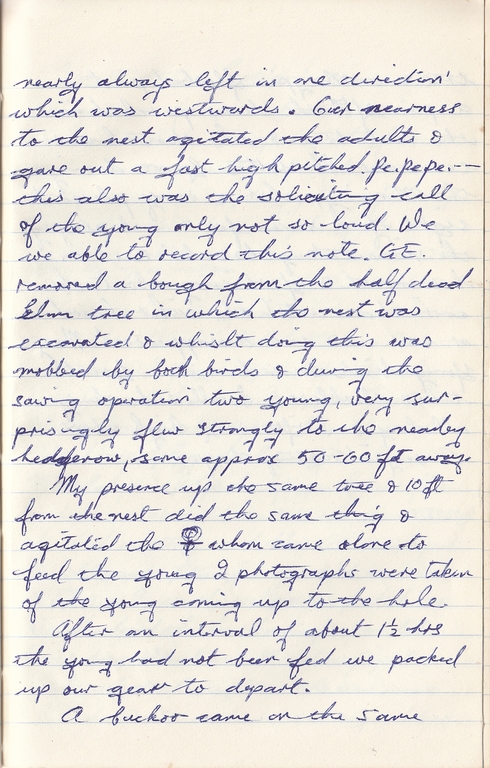 nearly always left in one direction
which was westwards. Our nearness
to the nest agitated the adults &
gave out a fast high pitched. Pe.pe.pe. --
this also was the soliciting call
of the young only not so loud. We
we able to record this note. G.E.
removed a bough from the half dead
Elm tree in which the nest was
excavated & whislt doing this was
mobbed by both birds & during the
sawing operation two young, very sur-
prisingly flew strongly to the nearby
hedgerow, some approx 50-60 ft away.
My presence up the same tree & 10 ft
from the nest did the same thing &
agitated the ♀ whom came alone to
feed the young 2 photographs were taken
of the young coming up to the hole.
After an interval of about 1½ hrs
the young had not been fed we packed
up our gear to depart.
A cuckoo came on the same